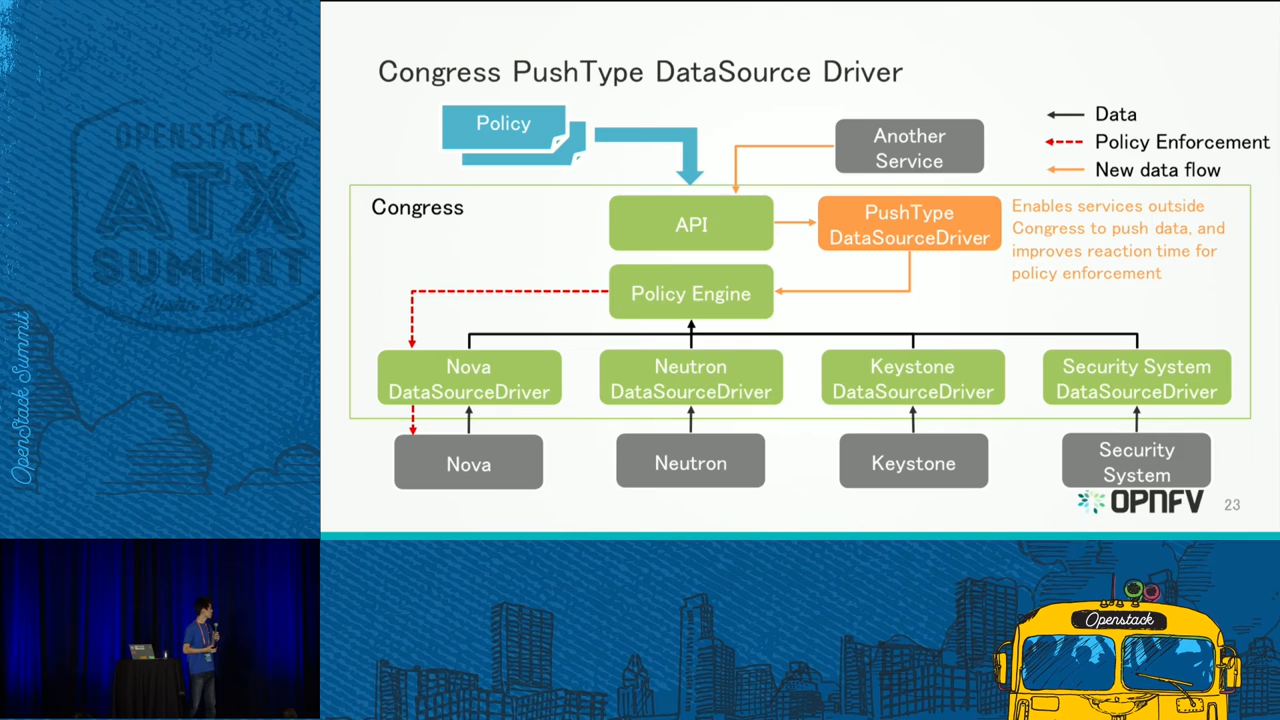 Congress PushType DataSource Driver
Policy
Another
Service
Data
Policy Enforcement
New data flow
Congress
API
PushType
DataSourceDriver
Enables services outside
Congress to push data, and
improves reaction time for
policy enforcement
Policy Engine
Nova
DataSourceDriver
Neutron
DataSourceDriver
Keystone
DataSourceDriver
Security System
DataSourceDriver
Nova
Neutron
Keystone
Security
System
OPNFV
23
OPENSTACK
ATX
SUMMIT
OpenStack Summit
Openstack